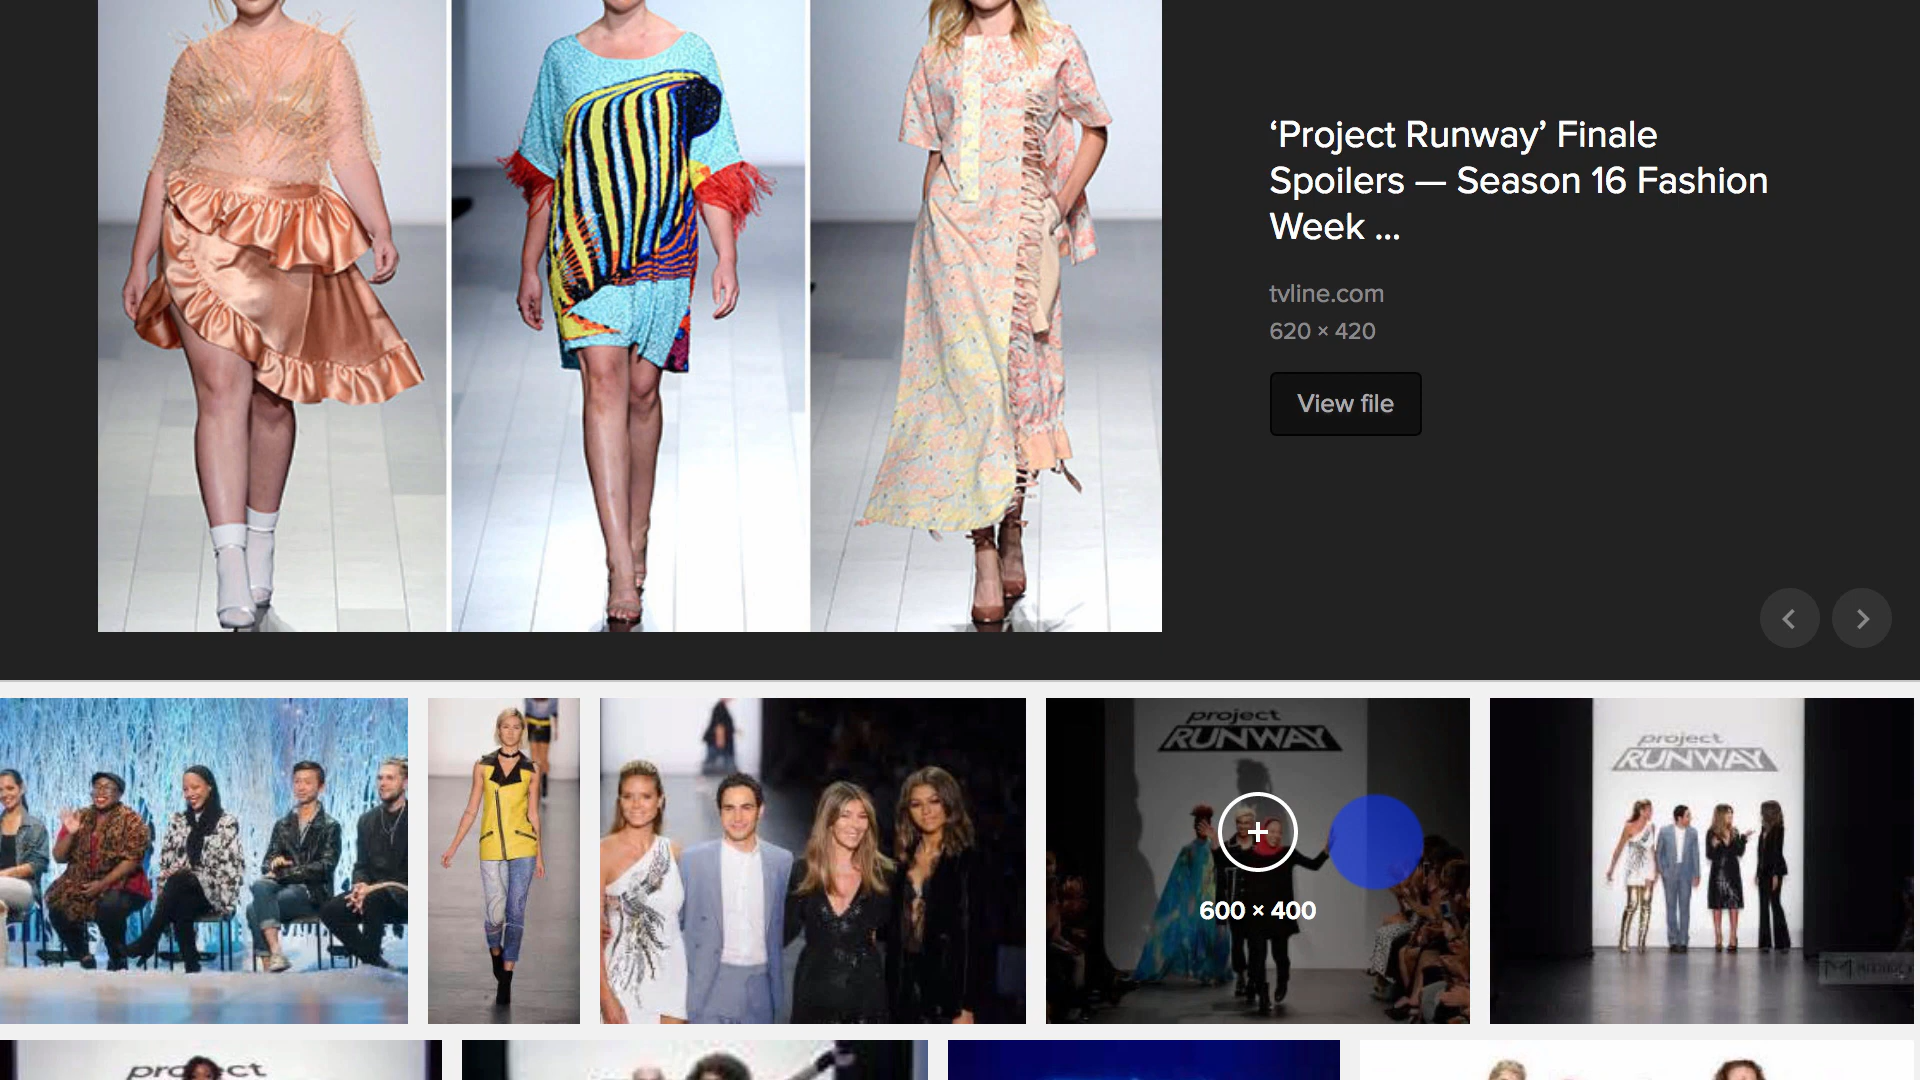 ‘Project Runway’ Finale
Spoilers — Season 16 Fashion
Week ...
tvline.com
620 × 420
View file
project
RUNWAY
600 × 400
project
RUNWAY
project